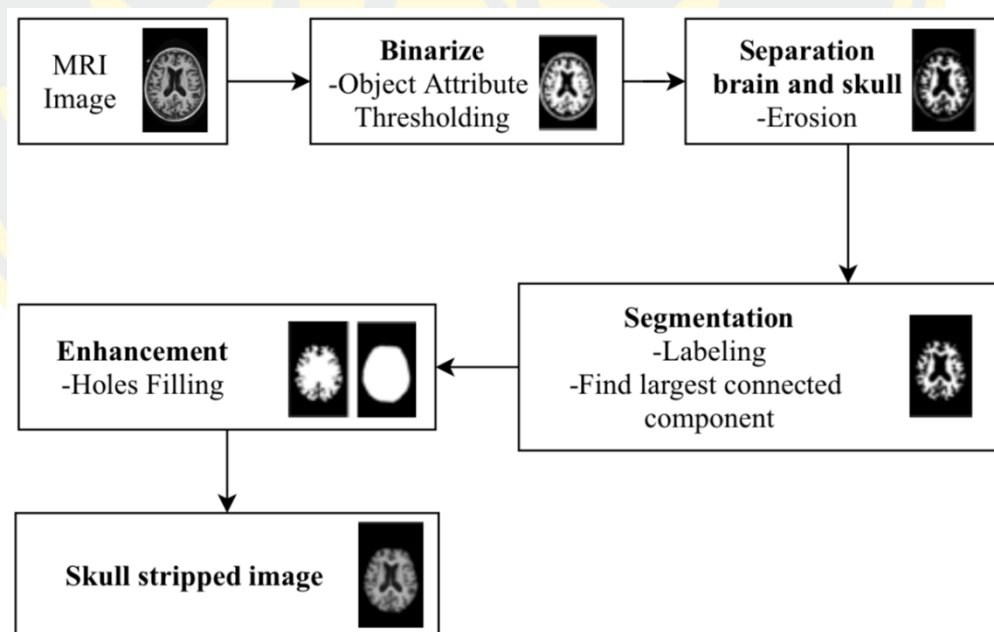 MRI
Image
Binarize
-Object Attribute
Thresholding
Separation
brain and skull
-Erosion
Segmentation
-Labeling
-Find largest connected
component
Enhancement
-Holes Filling
Skull stripped image